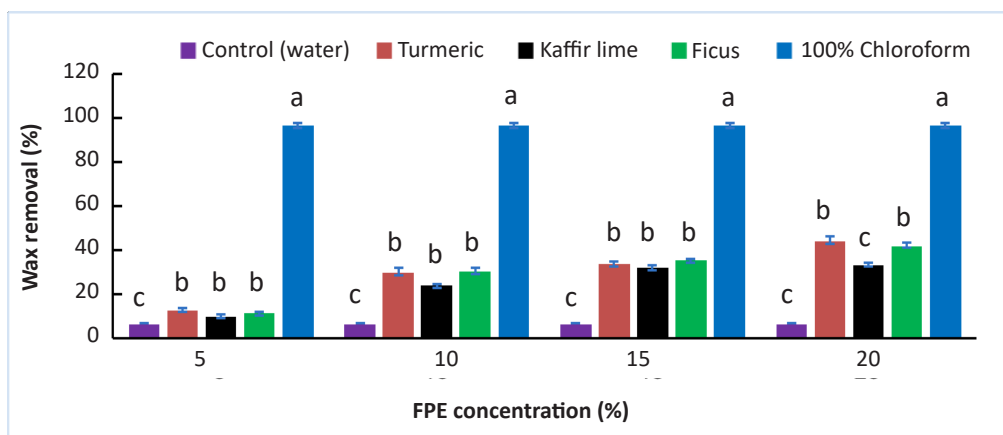 Control (water) Turmeric Kaffir lime Ficus 100% Chloroform
120
100
80
60
40
20
0
Wax removal (%)
c b b b a
c b b b a
c b b b a
c b c b a
5 10 15 20
FPE concentration (%)